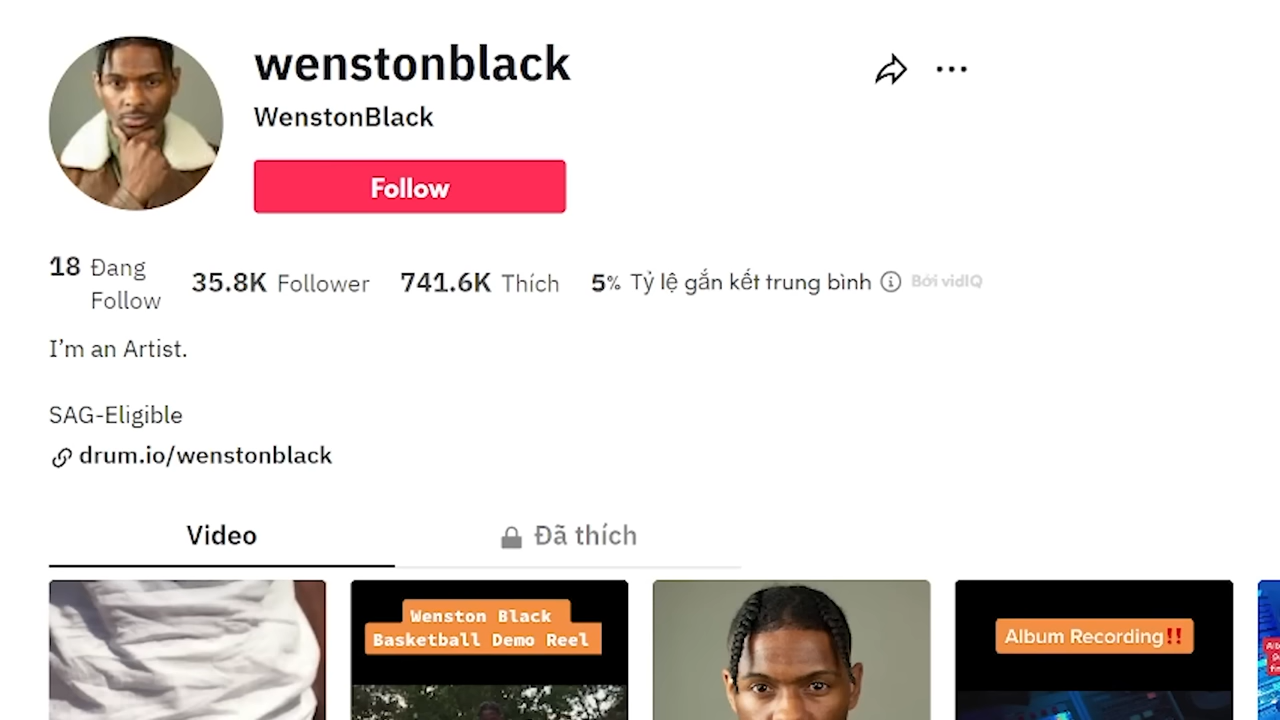 wenstonblack
WenstonBlack
Follow
18 Đang Follow
35.8K Follower 741.6K Thích 5% Tỷ lệ gắn kết trung bình Bởi vidIQ
I'm an Artist.
SAG-Eligible
drum.io/wenstonblack
Video Đã thích
Wenston Black
Basketball Demo Reel
Album Recording!!